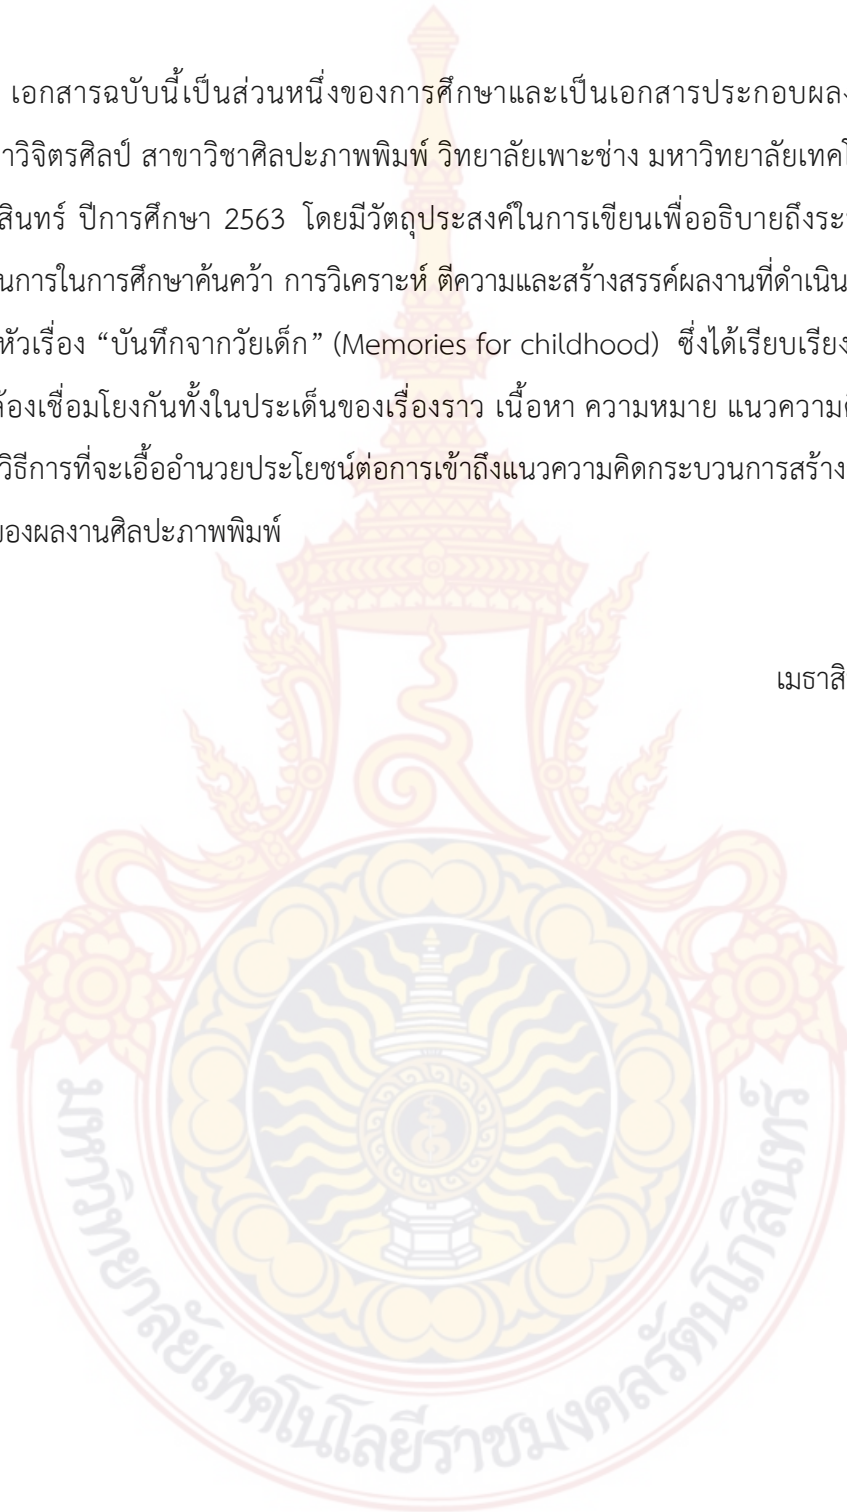 เอกสารฉบับนี้เป็นส่วนหนึ่งของการศึกษาและเป็นเอกสารประกอบผลง
าวิจิตรศิลป์ สาขาวิชาศิลปะภาพพิมพ์ วิทยาลัยเพาะช่าง มหาวิทยาลัยเทคโ
สินทร์ ปีการศึกษา 2563 โดยมีวัตถุประสงค์ในการเขียนเพื่ออธิบายถึงระ
นการในการศึกษาค้นคว้า การวิเคราะห์ ตีความและสร้างสรรค์ผลงานที่ดำเนิน
หัวเรื่อง “บันทึกจากวัยเด็ก” (Memories for childhood) ซึ่งได้เรียบเรียง
้องเชื่อมโยงกันทั้งในประเด็นของเรื่องราว เนื้อหา ความหมาย แนวความค
วิธีการที่จะเอื้ออำนวยประโยชน์ต่อการเข้าถึงแนวความคิดกระบวนการสร้าง
ของผลงานศิลปะภาพพิมพ์
เมธาสิ
มหาวิทยาลัยเทคโนโลยีราชมงคลรัตนโกสินทร์